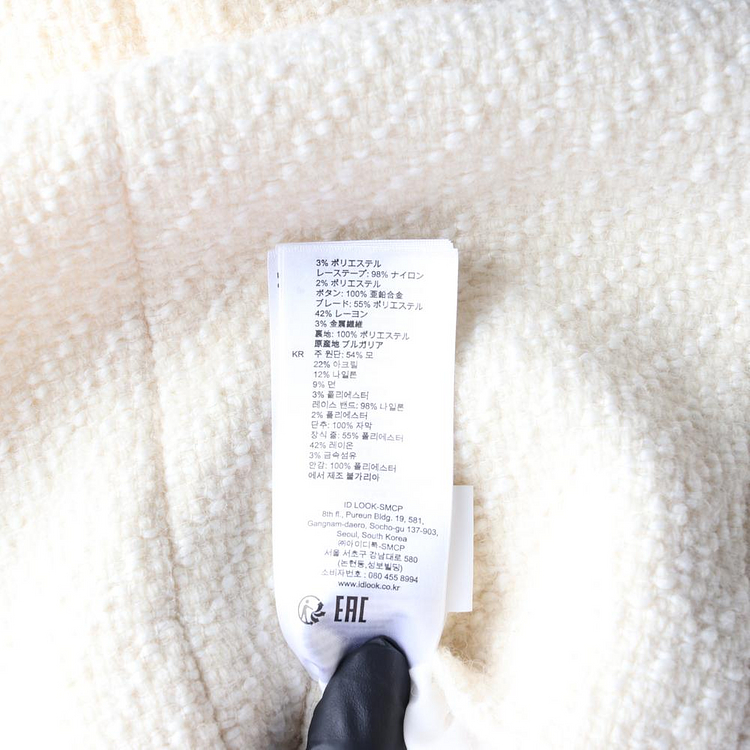 3% ポリエステル
レーステープ: 98% ナイロン
2% ポリエステル
ボタン: 100% 亜鉛合金
ブレード: 55% ポリエステル
42% レーヨン
3% 金属繊維
裏地: 100% ポリエステル
原産地 ブルガリア
KR 주 원단: 54% 모
22% 아크릴
12% 나일론
9% 면
3% 폴리에스터
레이스 밴드: 98% 나일론
2% 폴리에스터
단추: 100% 자막
장식 줄: 55% 폴리에스터
42% 레이온
3% 금속섬유
안감: 100% 폴리에스터
에서 제조 불가리아
ID LOOK-SMCP
8th fl., Pureun Bldg. 19, 581,
Gangnam-daero, Socho-gu 137-903,
Seoul, South Korea
㈜아이디룩-SMCP
서울 서초구 강남대로 580
(논현동,성보빌딩)
소비자번호 : 080 455 8994
www.idlook.co.kr
EAC